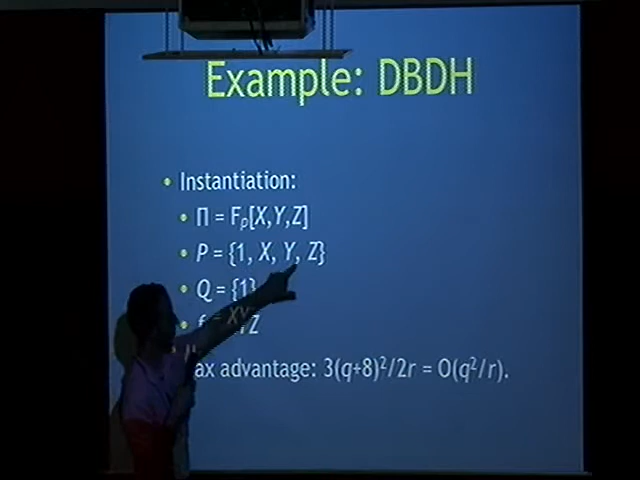 Example: DBDH
• Instantiation:
• Π = Fp[X,Y,Z]
• P = {1, X, Y, Z}
• Q = {1}
• f = XYZ
ax advantage: 3(q+8)²/2r = O(q²/r).